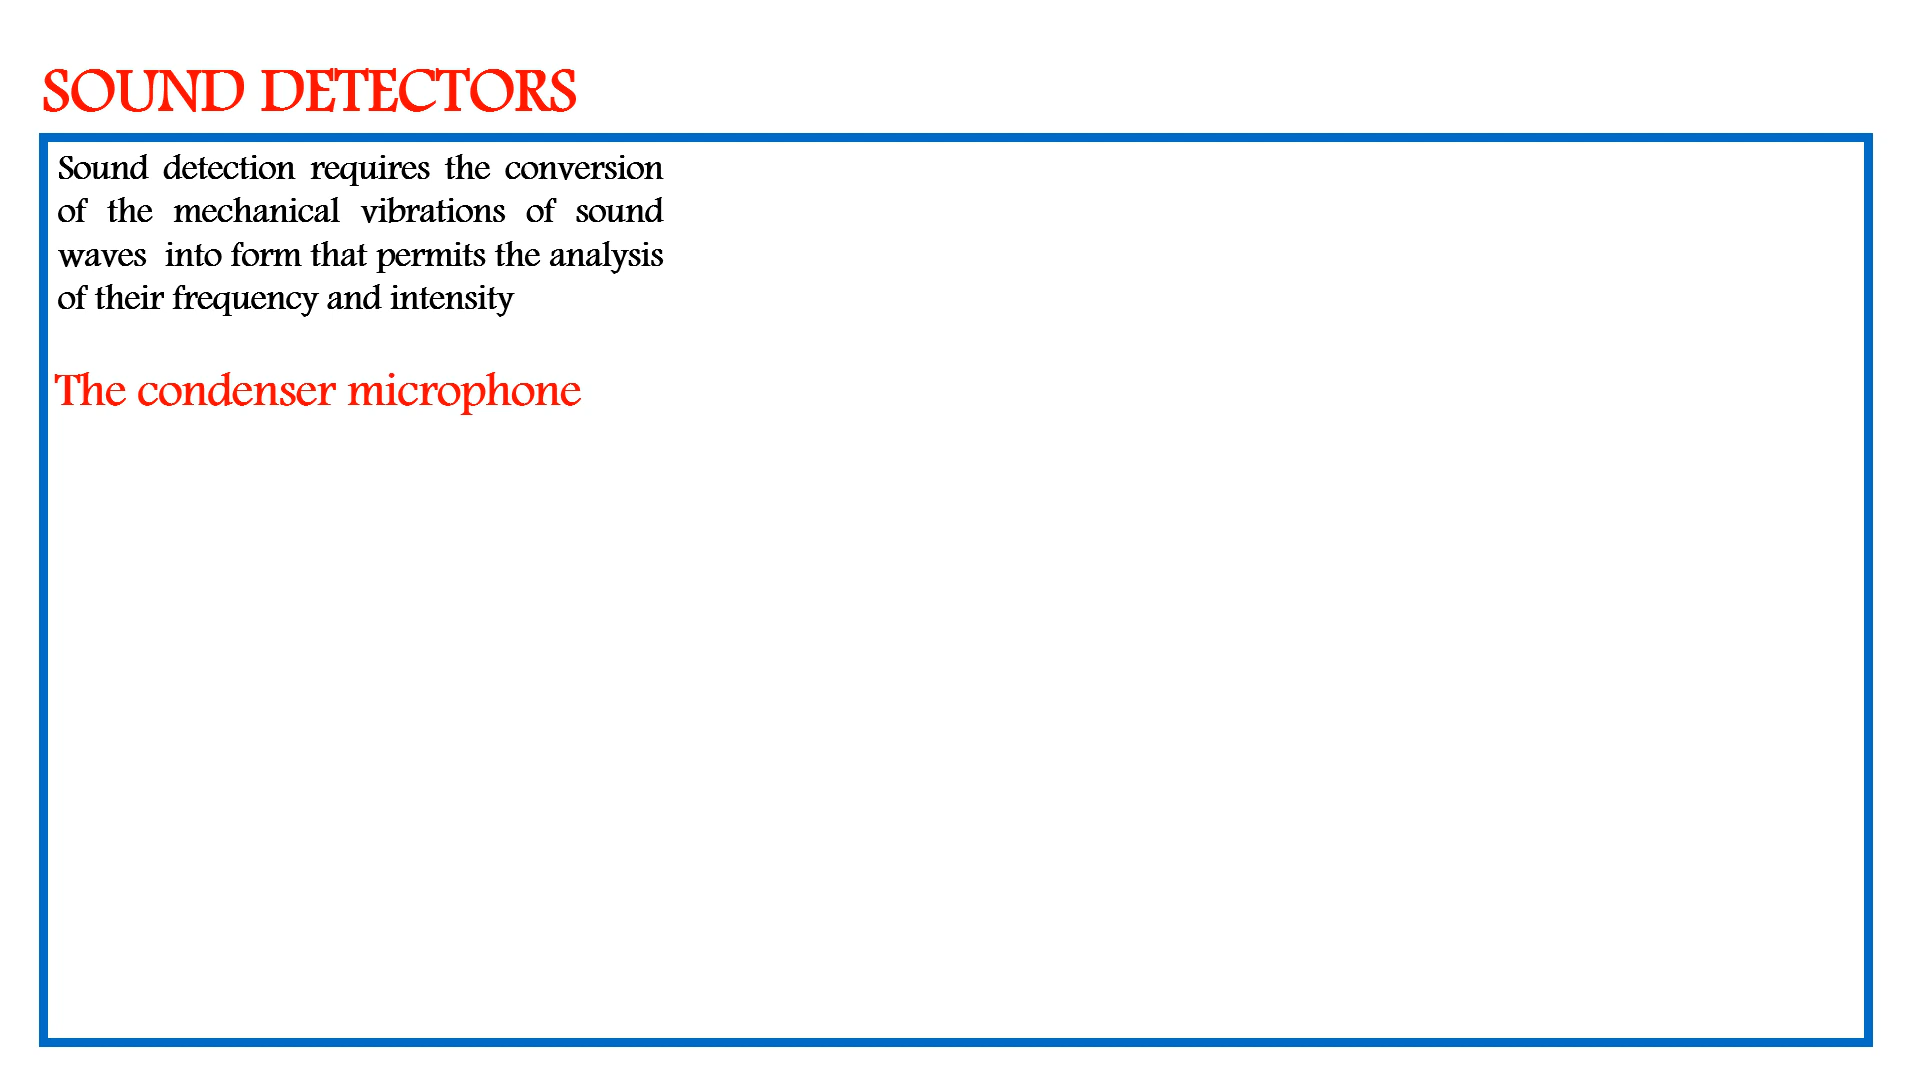 SOUND DETECTORS
Sound detection requires the conversion
of the mechanical vibrations of sound
waves  into form that permits the analysis
of their frequency and intensity
The condenser microphone